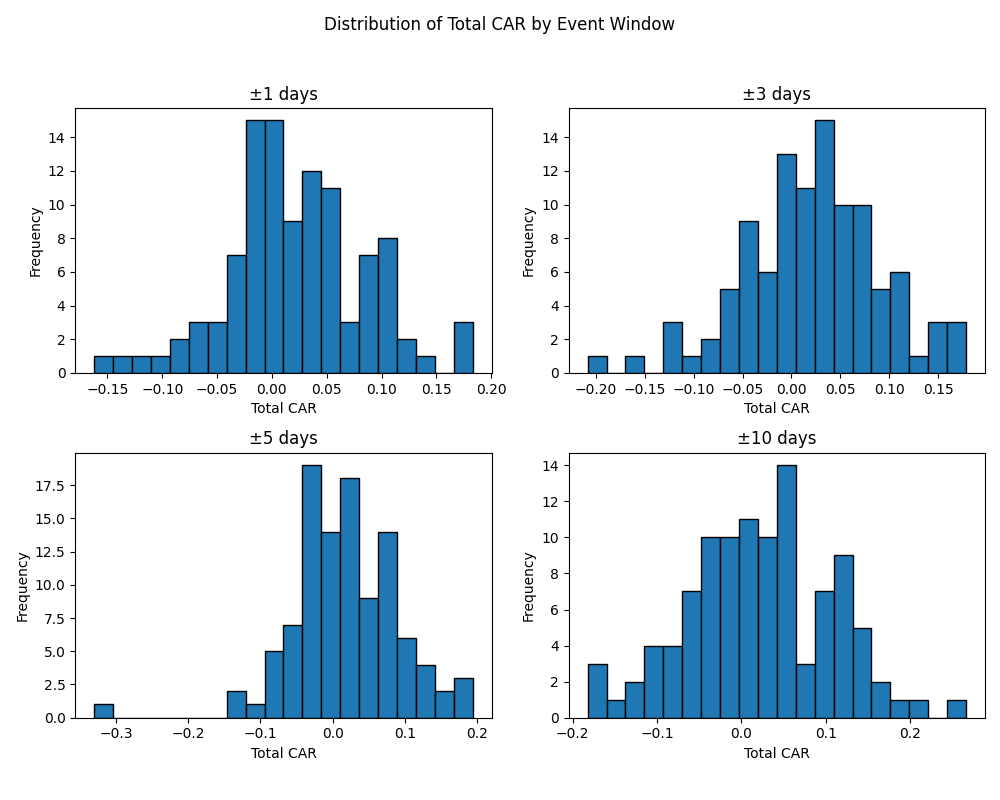 Distribution of Total CAR by Event Window
±1 days
Frequency
14
12
10
8
6
4
2
0
−0.15 −0.10 −0.05 0.00 0.05 0.10 0.15 0.20
Total CAR
±3 days
Frequency
14
12
10
8
6
4
2
0
−0.20 −0.15 −0.10 −0.05 0.00 0.05 0.10 0.15
Total CAR
±5 days
Frequency
17.5
15.0
12.5
10.0
7.5
5.0
2.5
0.0
−0.3 −0.2 −0.1 0.0 0.1 0.2
Total CAR
±10 days
Frequency
14
12
10
8
6
4
2
0
−0.2 −0.1 0.0 0.1 0.2
Total CAR